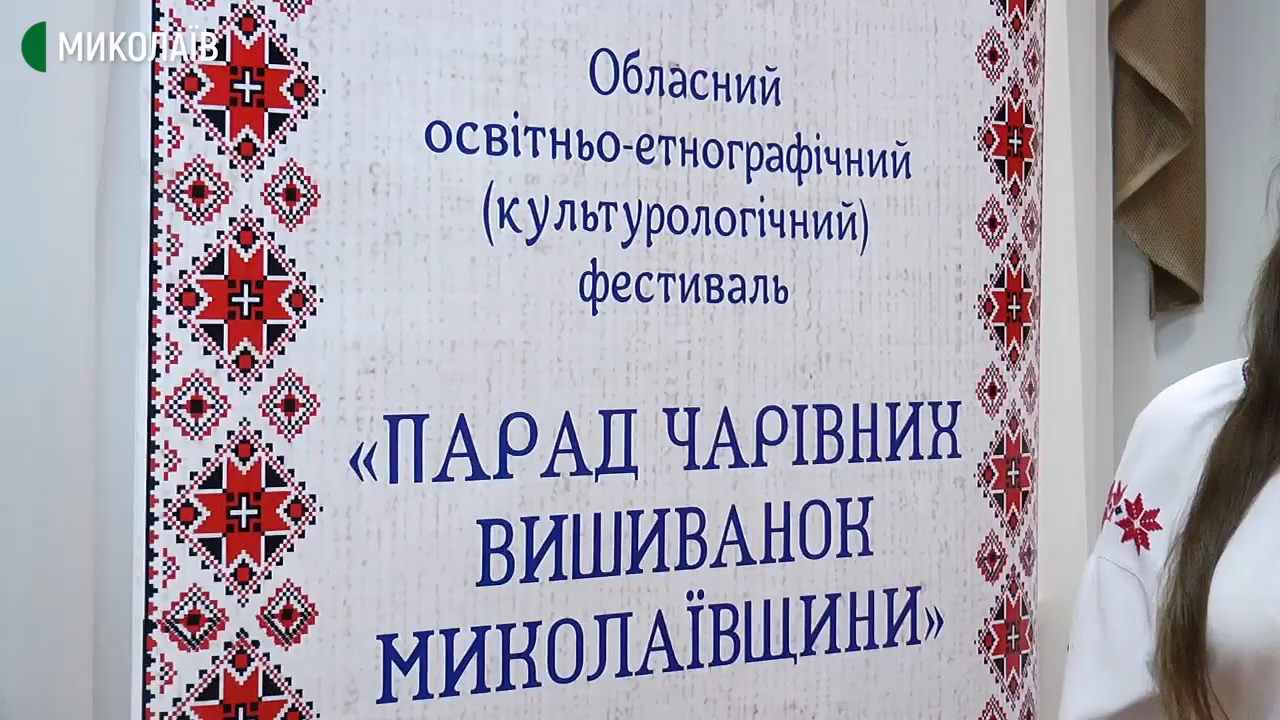 МИКОЛАЇВ
Обласний
освітньо-етнографічний
(культурологічний)
фестиваль
«ПАРАД ЧАРІВНИХ
ВИШИВАНОК
МИКОЛАЇВЩИНИ»